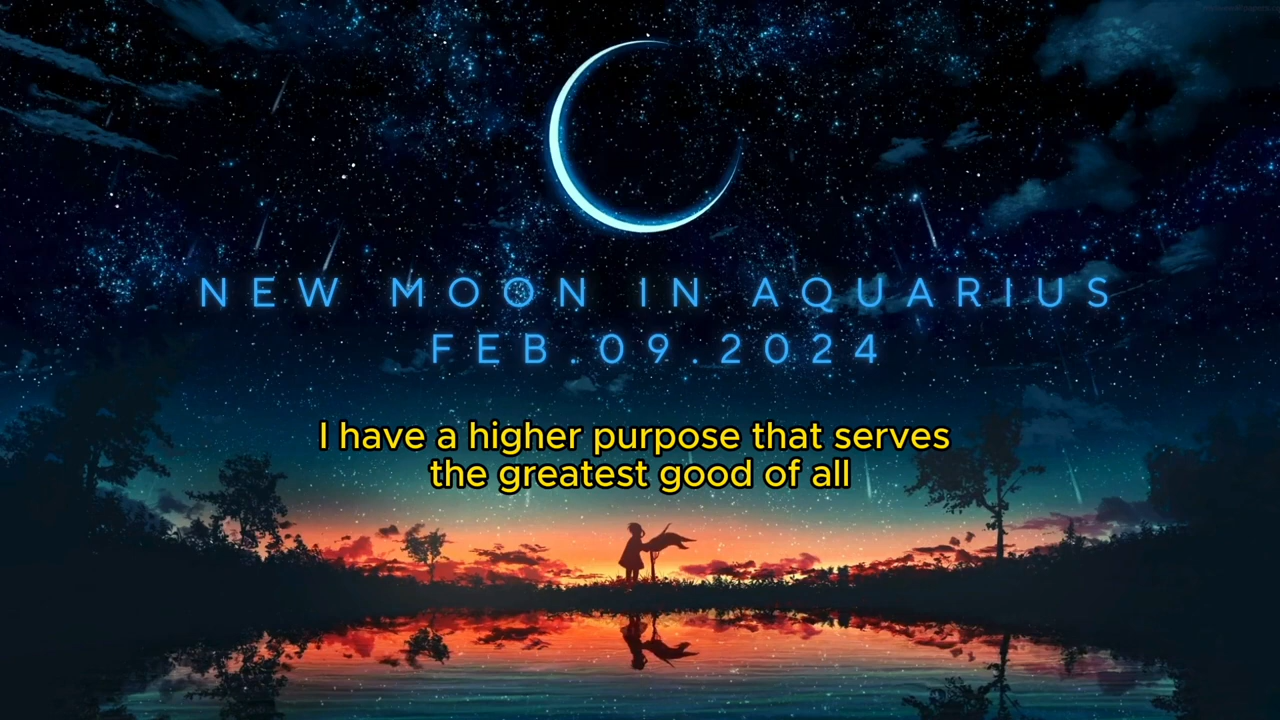 NEW MOON IN AQUARIUS
FEB.09.2024
I have a higher purpose that serves
the greatest good of all